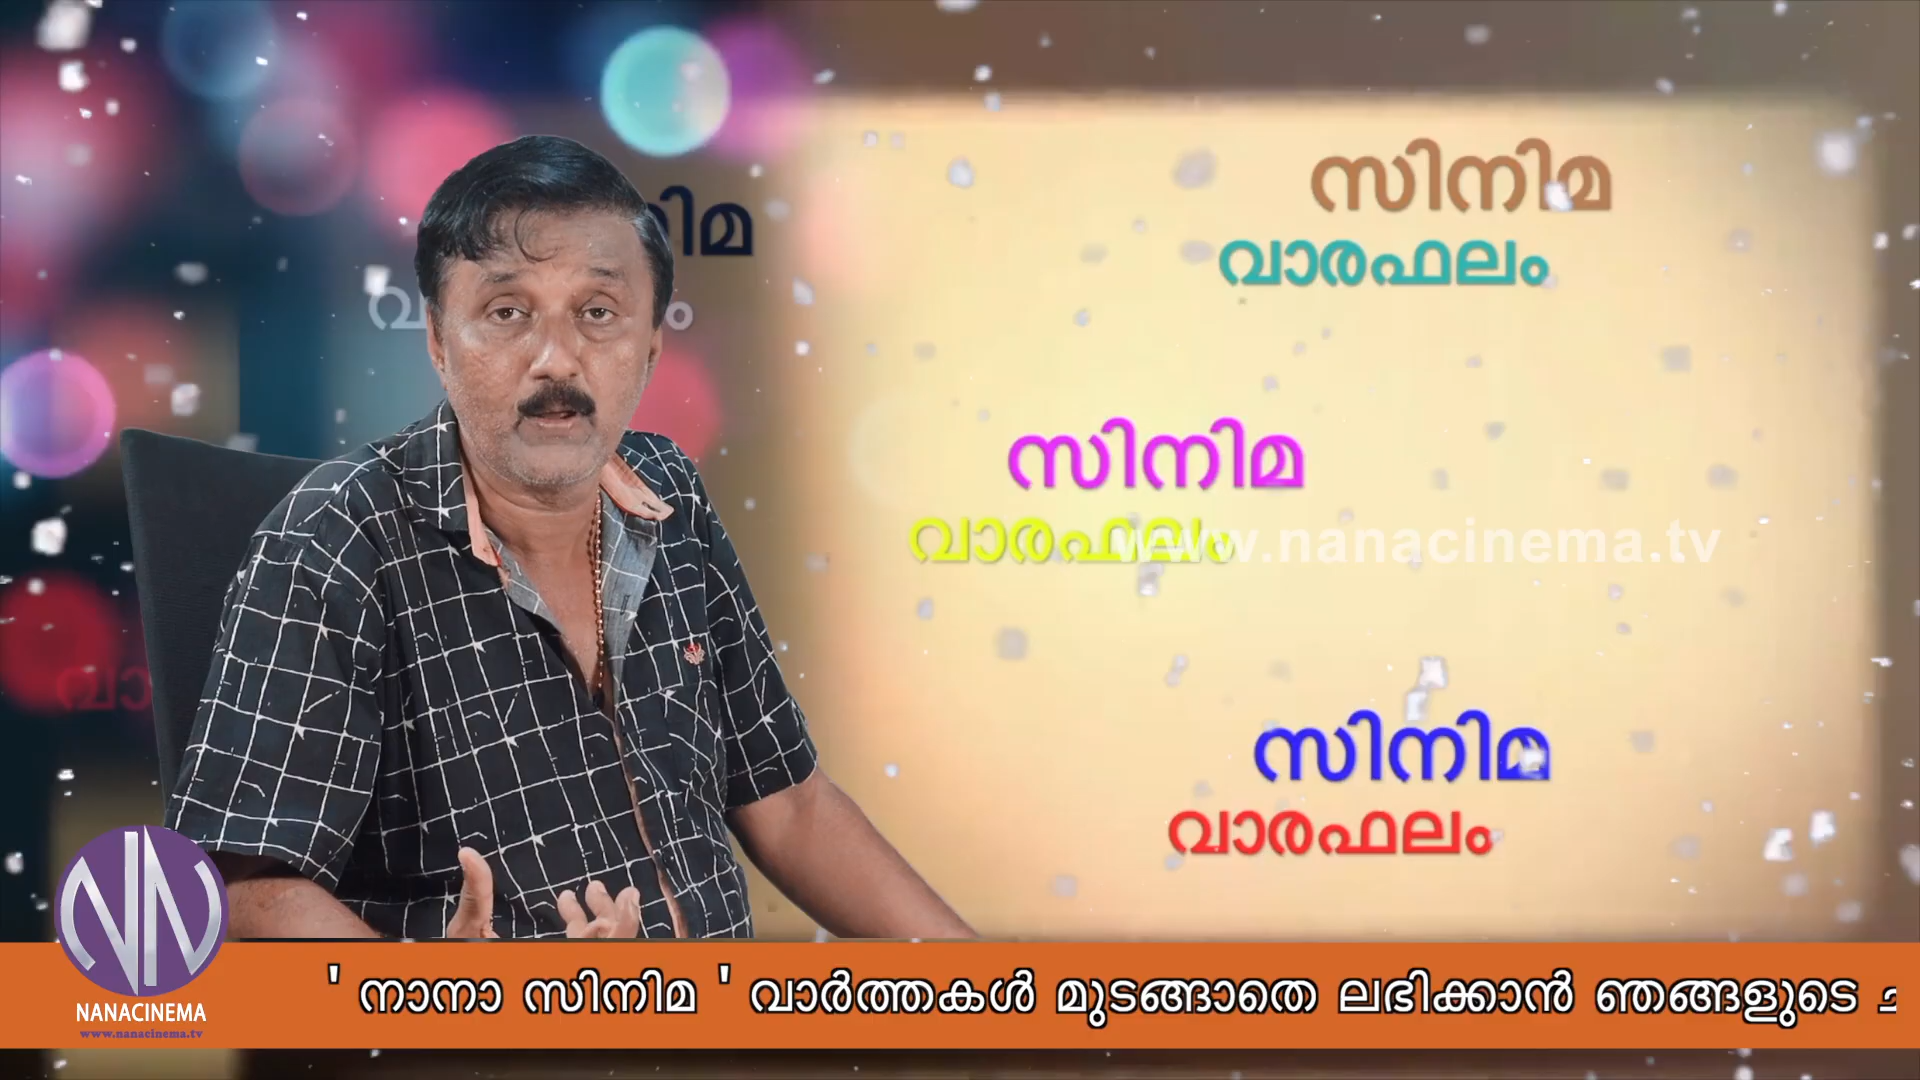 സിനിമ
വാരഫലം
സിനിമ
വാരഫലം
www.nanacinema.tv
സിനിമ
വാരഫലം
' നാനാ സിനിമ ' വാർത്തകൾ മുടങ്ങാതെ ലഭിക്കാൻ ഞങ്ങളുടെ
NANACINEMA
www.nanacinema.tv